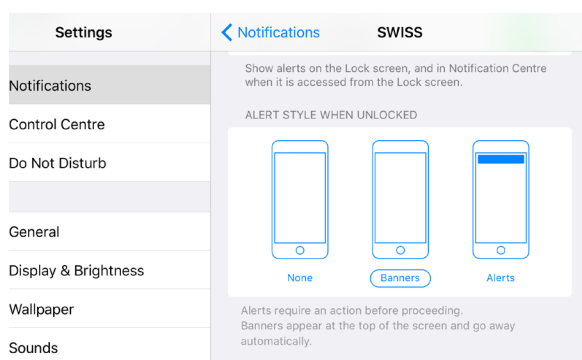 Settings
Notifications
Control Centre
Do Not Disturb
General
Display & Brightness
Wallpaper
Sounds
Notifications
SWISS
Show alerts on the Lock screen, and in Notification Centre
when it is accessed from the Lock screen.
ALERT STYLE WHEN UNLOCKED
None
Banners
Alerts
Alerts require an action before proceeding.
Banners appear at the top of the screen and go away
automatically.